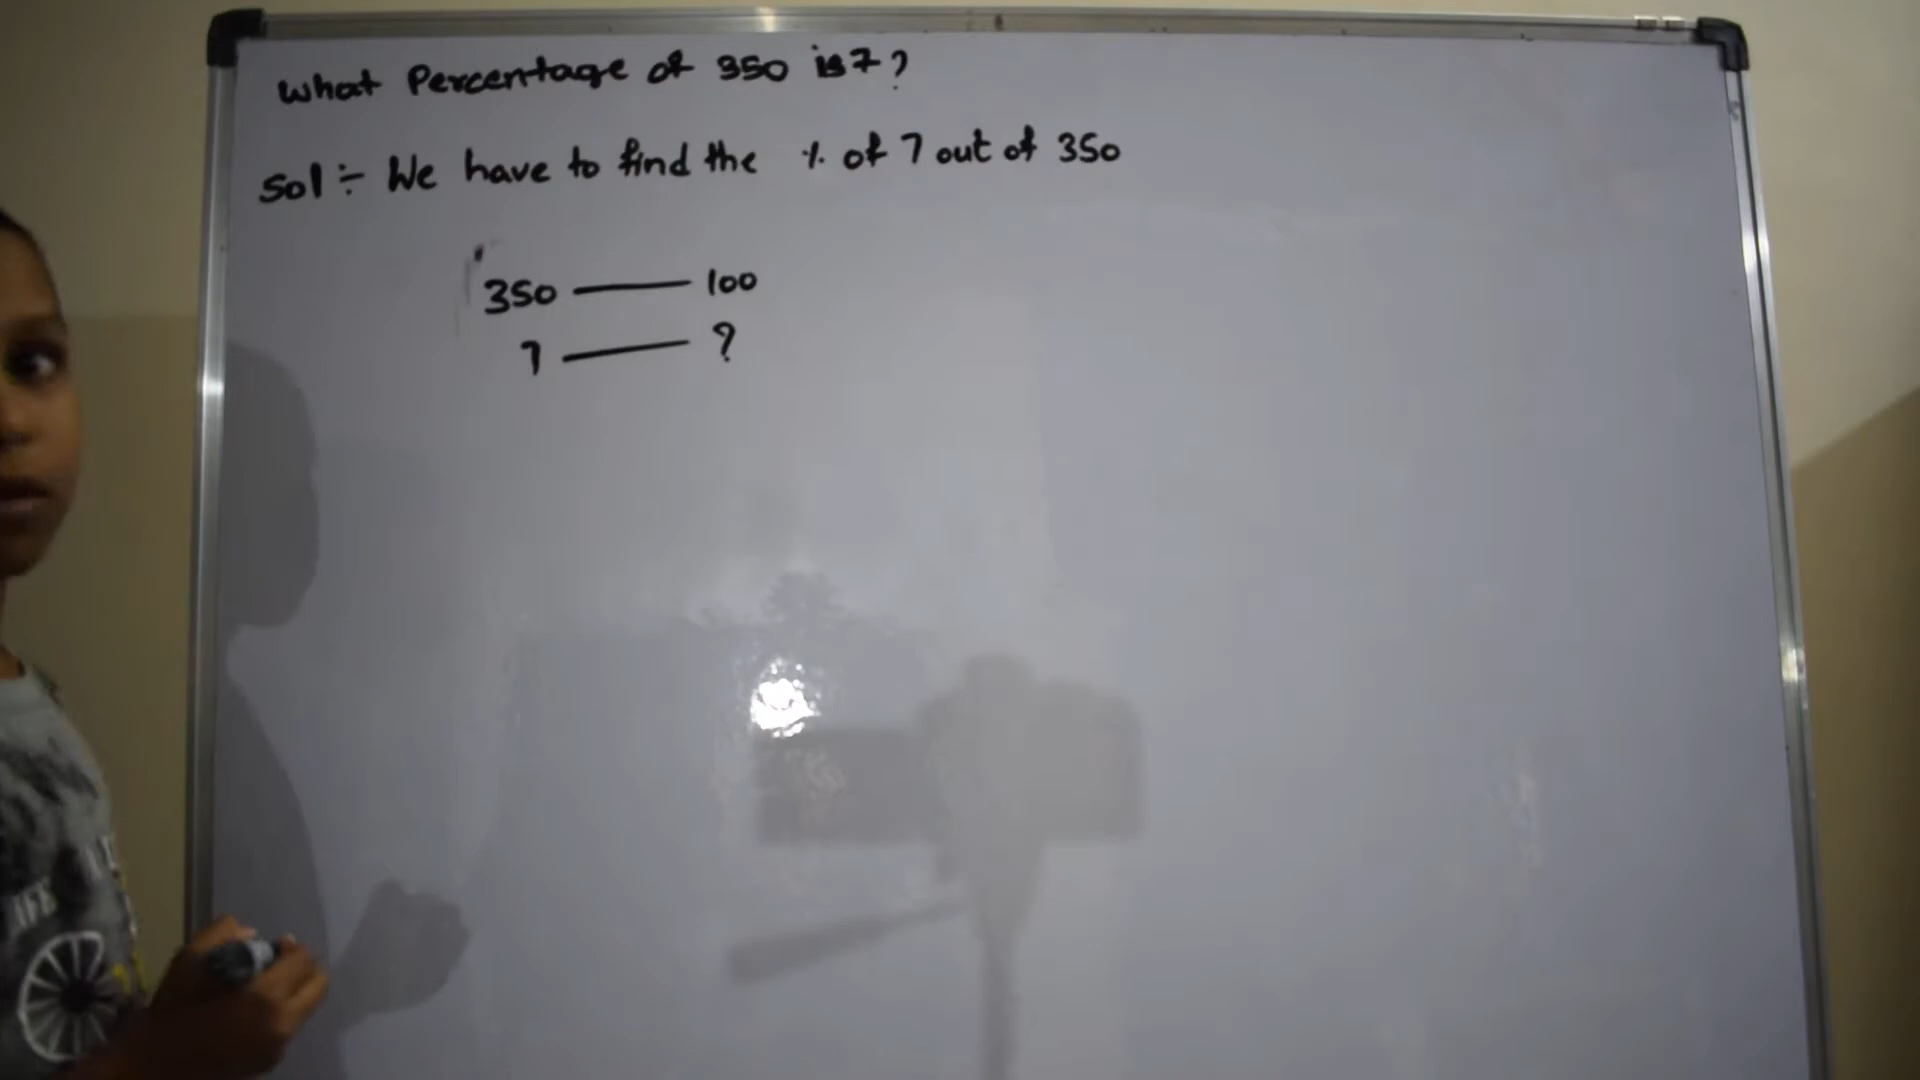 What Percentage of 350 is 7?
Sol÷ We have to find the % of 7 out of 350
350 — 100
7 — ?